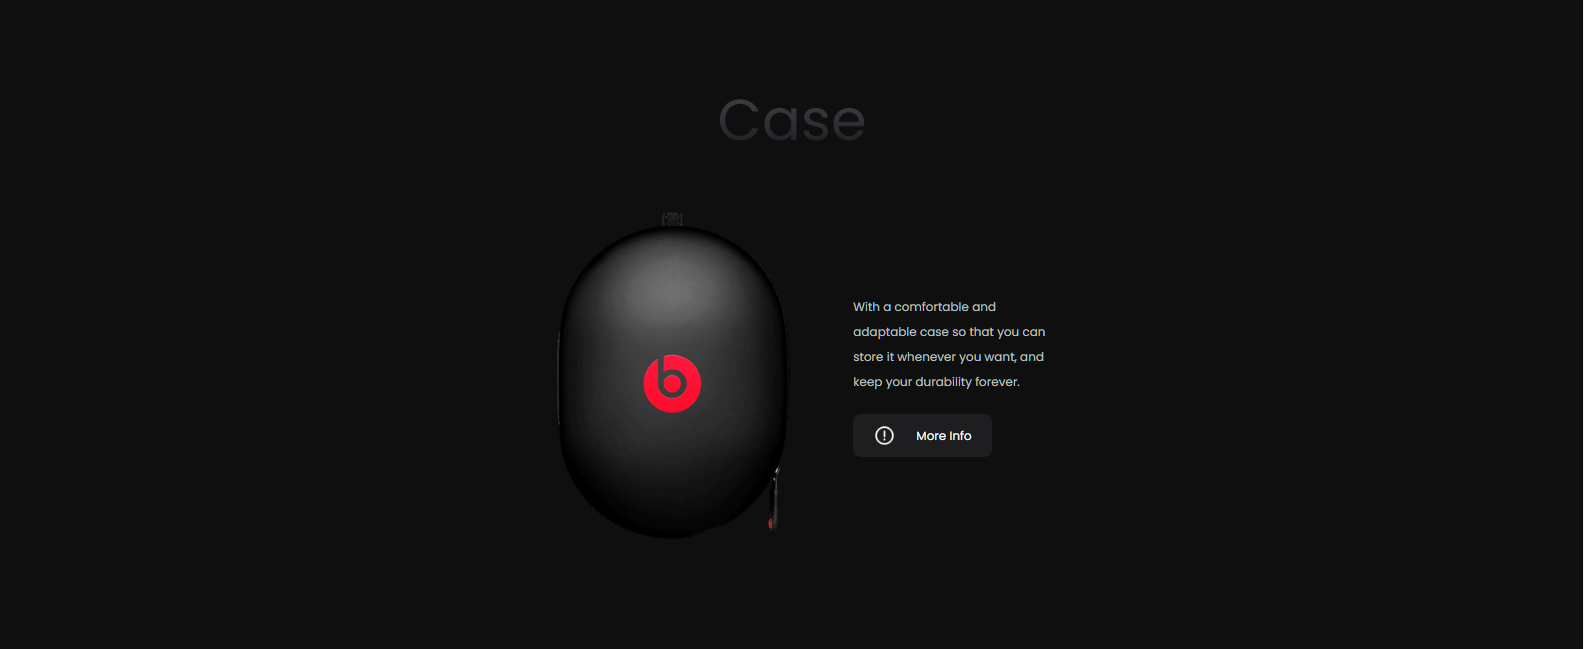 Case
With a comfortable and
adaptable case so that you can
store it whenever you want, and
keep your durability forever.
More Info